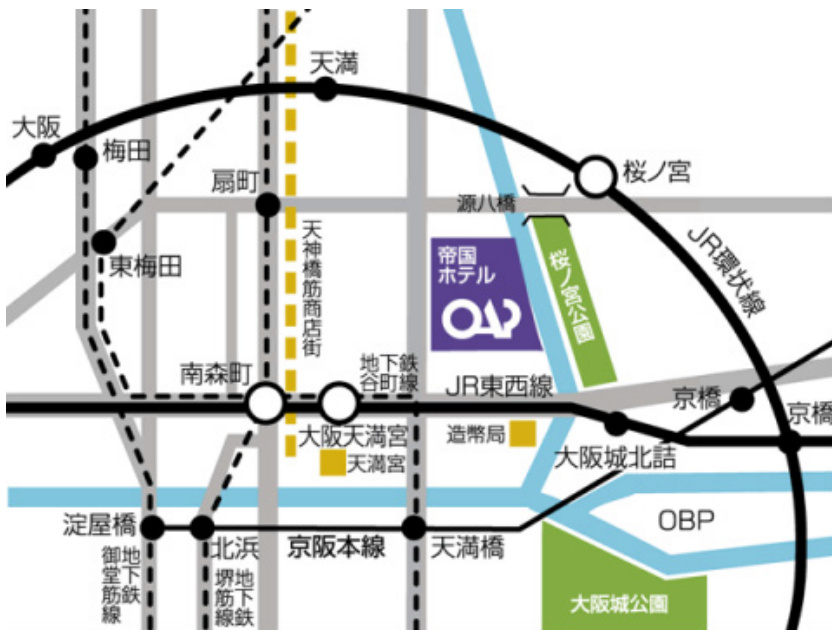 天満
大阪
梅田
桜ノ宮
扇町
源八橋
東梅田
天神橋筋商店街
帝国
ホテル
OAP
桜ノ宮公園
JR環状線
南森町
地下鉄
谷町線
JR東西線
京橋
京橋
大阪天満宮
造幣局
大阪城北詰
天満宮
淀屋橋
北浜
京阪本線
天満橋
OBP
地下鉄
御堂筋線
地下鉄
堺筋線
大阪城公園